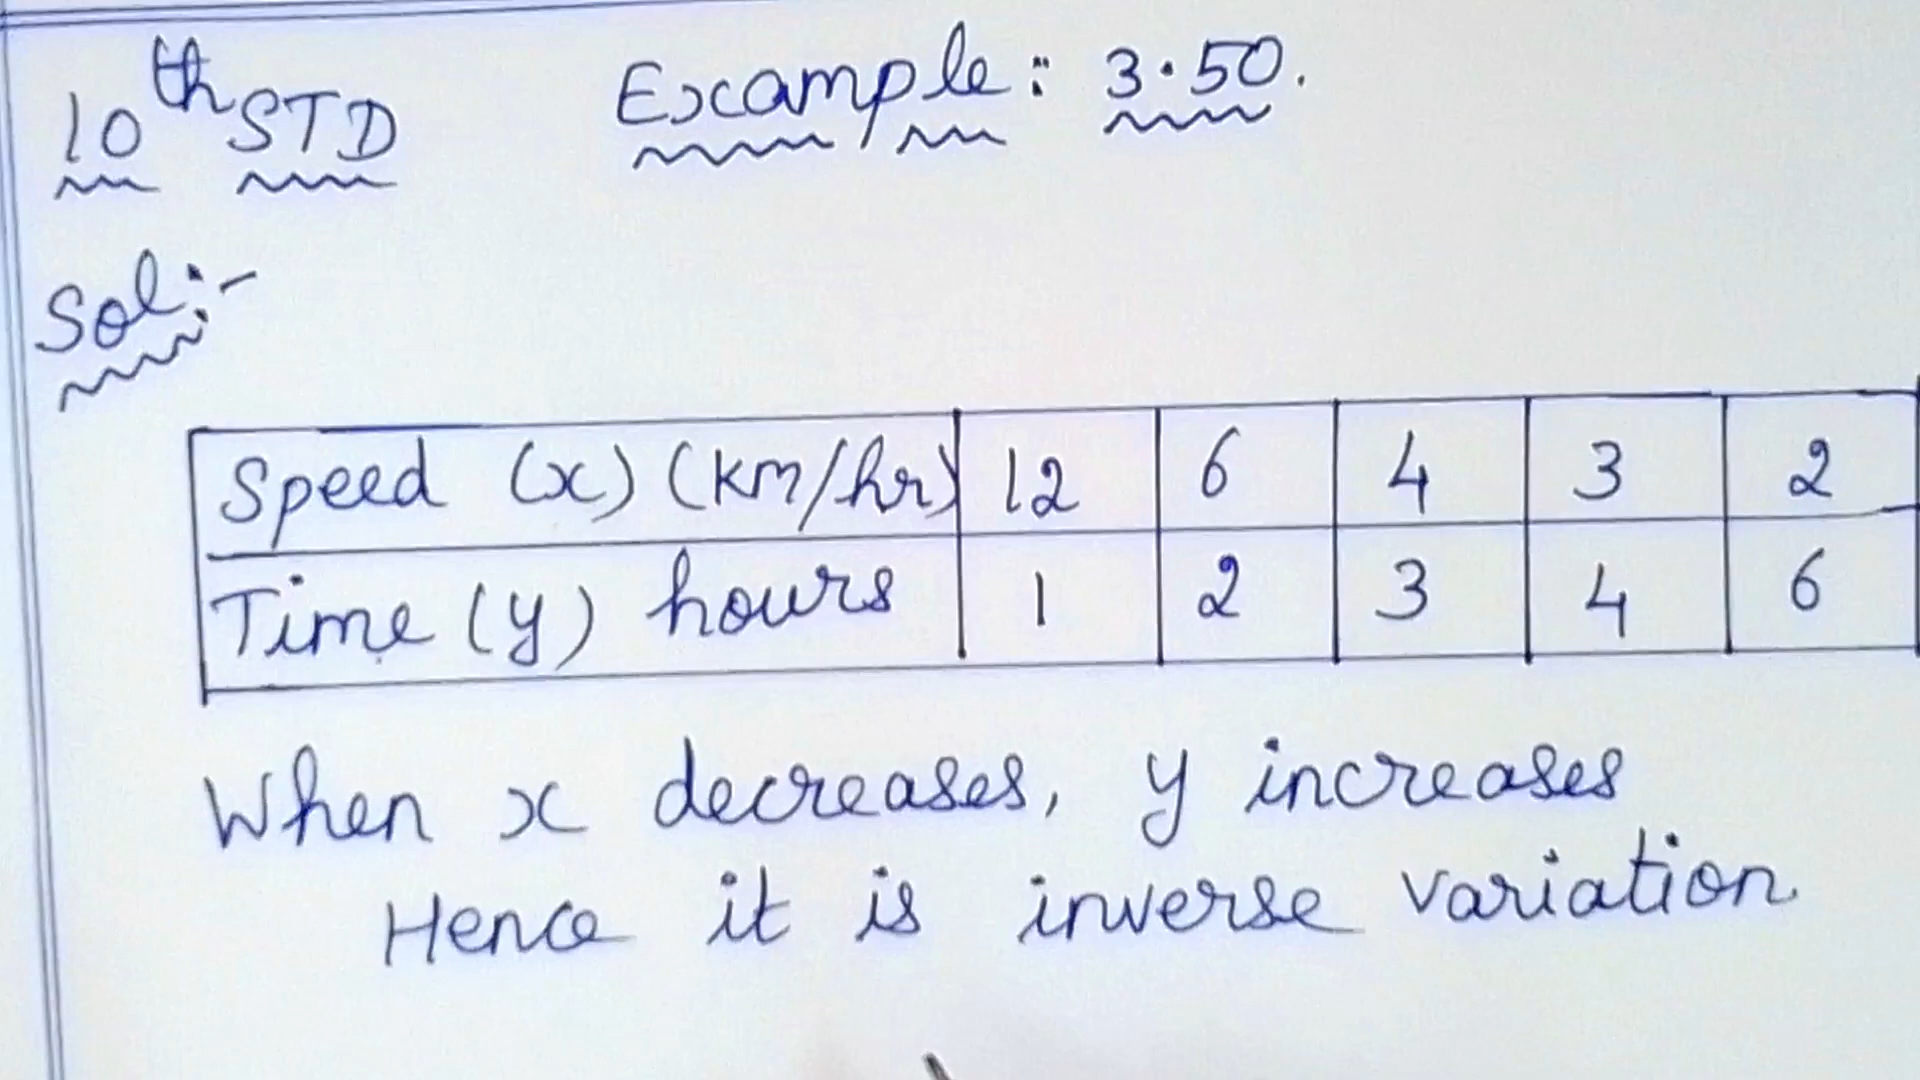 10th STD Example: 3.50.
Sol:-
Speed (x) (km/hr) 12 6 4 3 2
Time (y) hours 1 2 3 4 6
When x decreases, y increases
Hence it is inverse variation